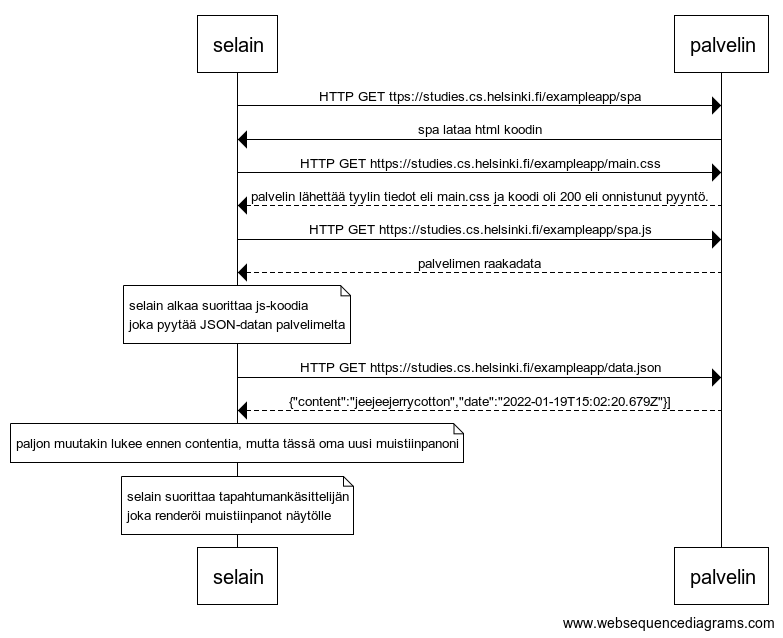 selain
palvelin
HTTP GET ttps://studies.cs.helsinki.fi/exampleapp/spa
spa lataa html koodin
HTTP GET https://studies.cs.helsinki.fi/exampleapp/main.css
palvelin lähettää tyylin tiedot eli main.css ja koodi oli 200 eli onnistunut pyyntö.
HTTP GET https://studies.cs.helsinki.fi/exampleapp/spa.js
palvelimen raakadata
selain alkaa suorittaa js-koodia
joka pyytää JSON-datan palvelimelta
HTTP GET https://studies.cs.helsinki.fi/exampleapp/data.json
{"content":"jeejeejerrycotton","date":"2022-01-19T15:02:20.679Z"}]
paljon muutakin lukee ennen contentia, mutta tässä oma uusi muistiinpanoni
selain suorittaa tapahtumankäsittelijän
joka renderöi muistiinpanot näytölle
selain
palvelin
www.websequencediagrams.com